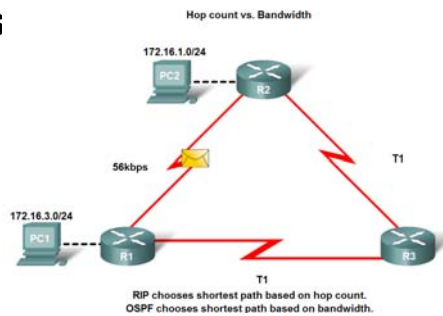 Hop count vs. Bandwidth
172.16.1.0/24
PC2
R2
56kbps
T1
172.16.3.0/24
PC1
R1
R3
T1
RIP chooses shortest path based on hop count.
OSPF chooses shortest path based on bandwidth.